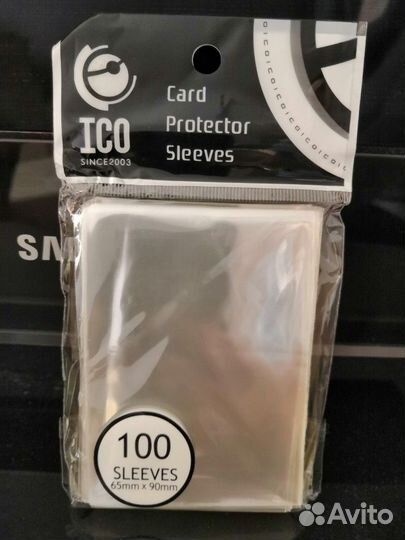 ICO
SINCE2003
Card
Protector
Sleeves
SM
100
SLEEVES
65mm x 90mm
Avito